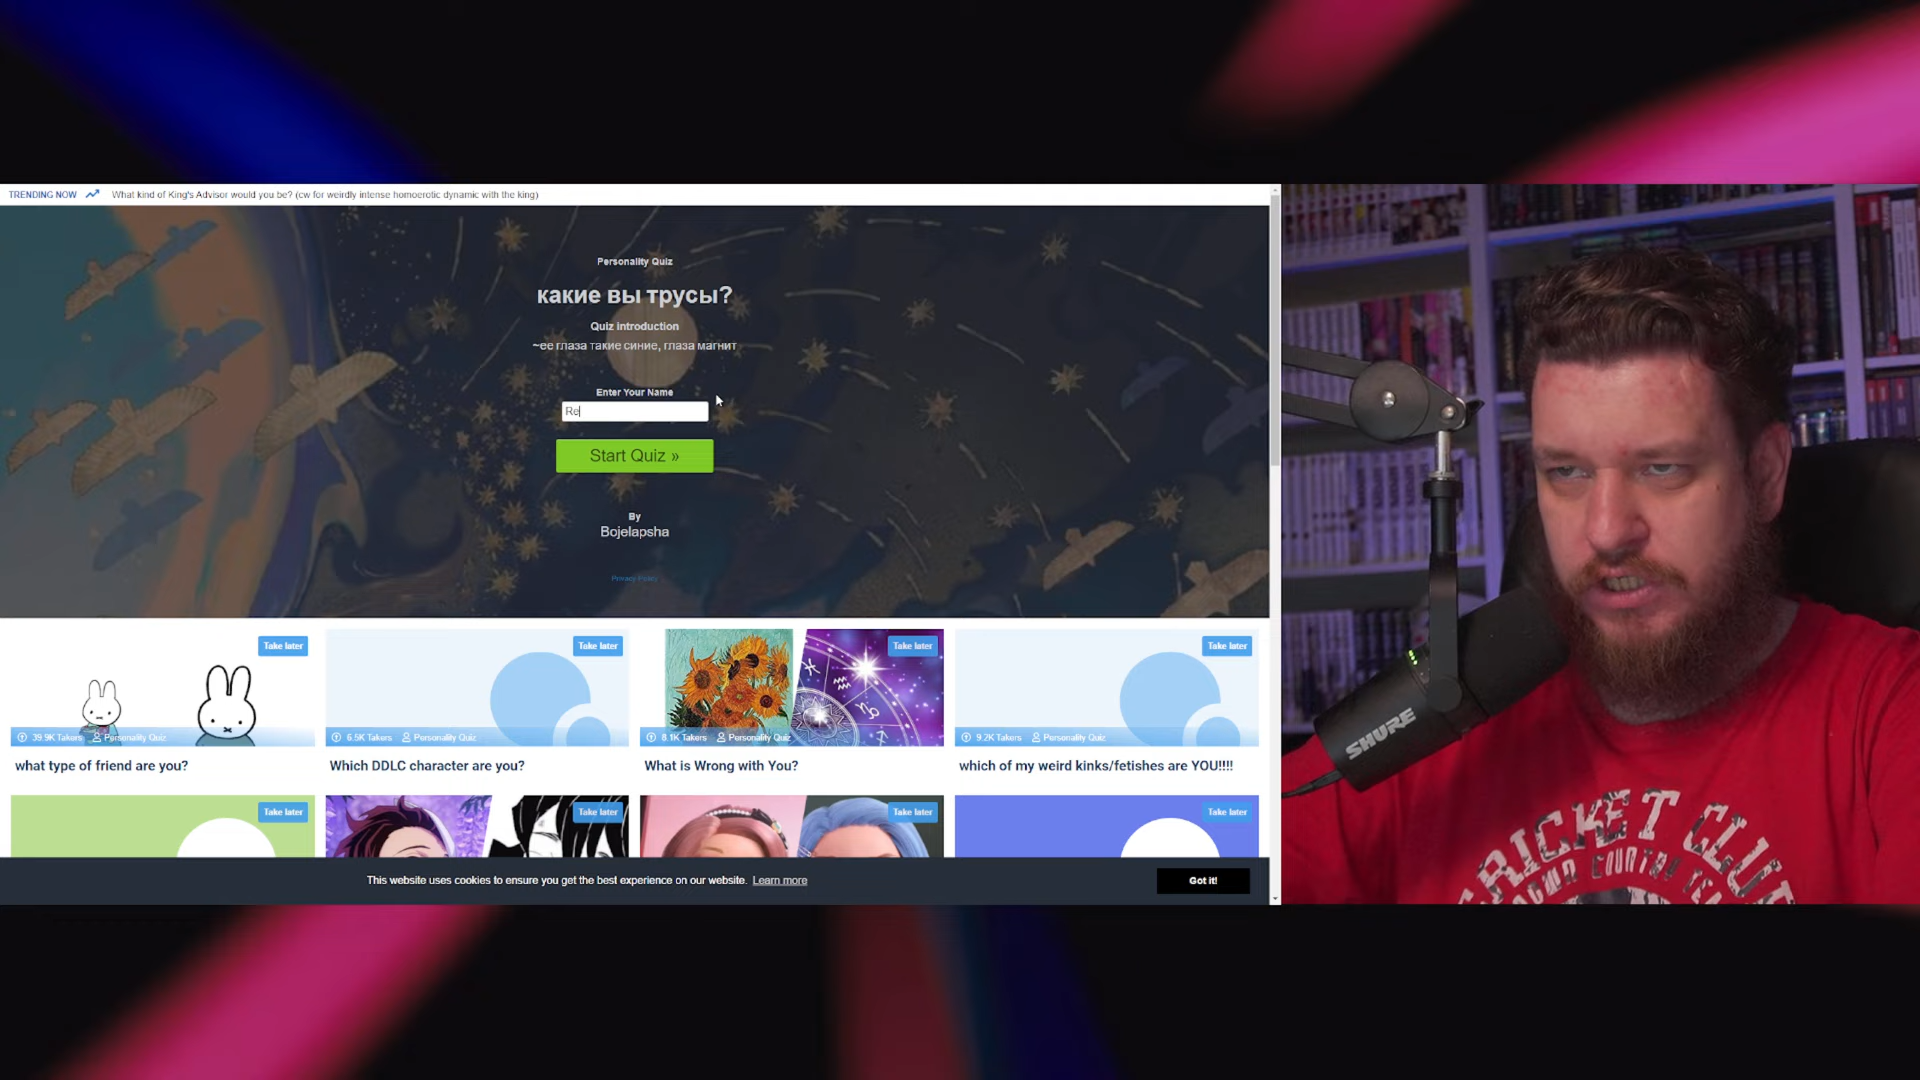 TRENDING NOW What kind of King's Advisor would you be? (cw for weirdly intense homoerotic dynamic with the king)
Personality Quiz
какие вы трусы?
Quiz introduction
~ее глаза такие синие, глаза магнит
Enter Your Name
Re
Start Quiz »
By
Bojelapsha
Privacy Policy
Take later
Take later
Take later
Take later
39.9K Takers Personality Quiz
6.5K Takers Personality Quiz
8.1K Takers Personality Quiz
9.2K Takers Personality Quiz
what type of friend are you?
Which DDLC character are you?
What is Wrong with You?
which of my weird kinks/fetishes are YOU!!!!
Take later
Take later
Take later
Take later
This website uses cookies to ensure you get the best experience on our website. Learn more
Got it!
SHURE
CRICKET CLUB